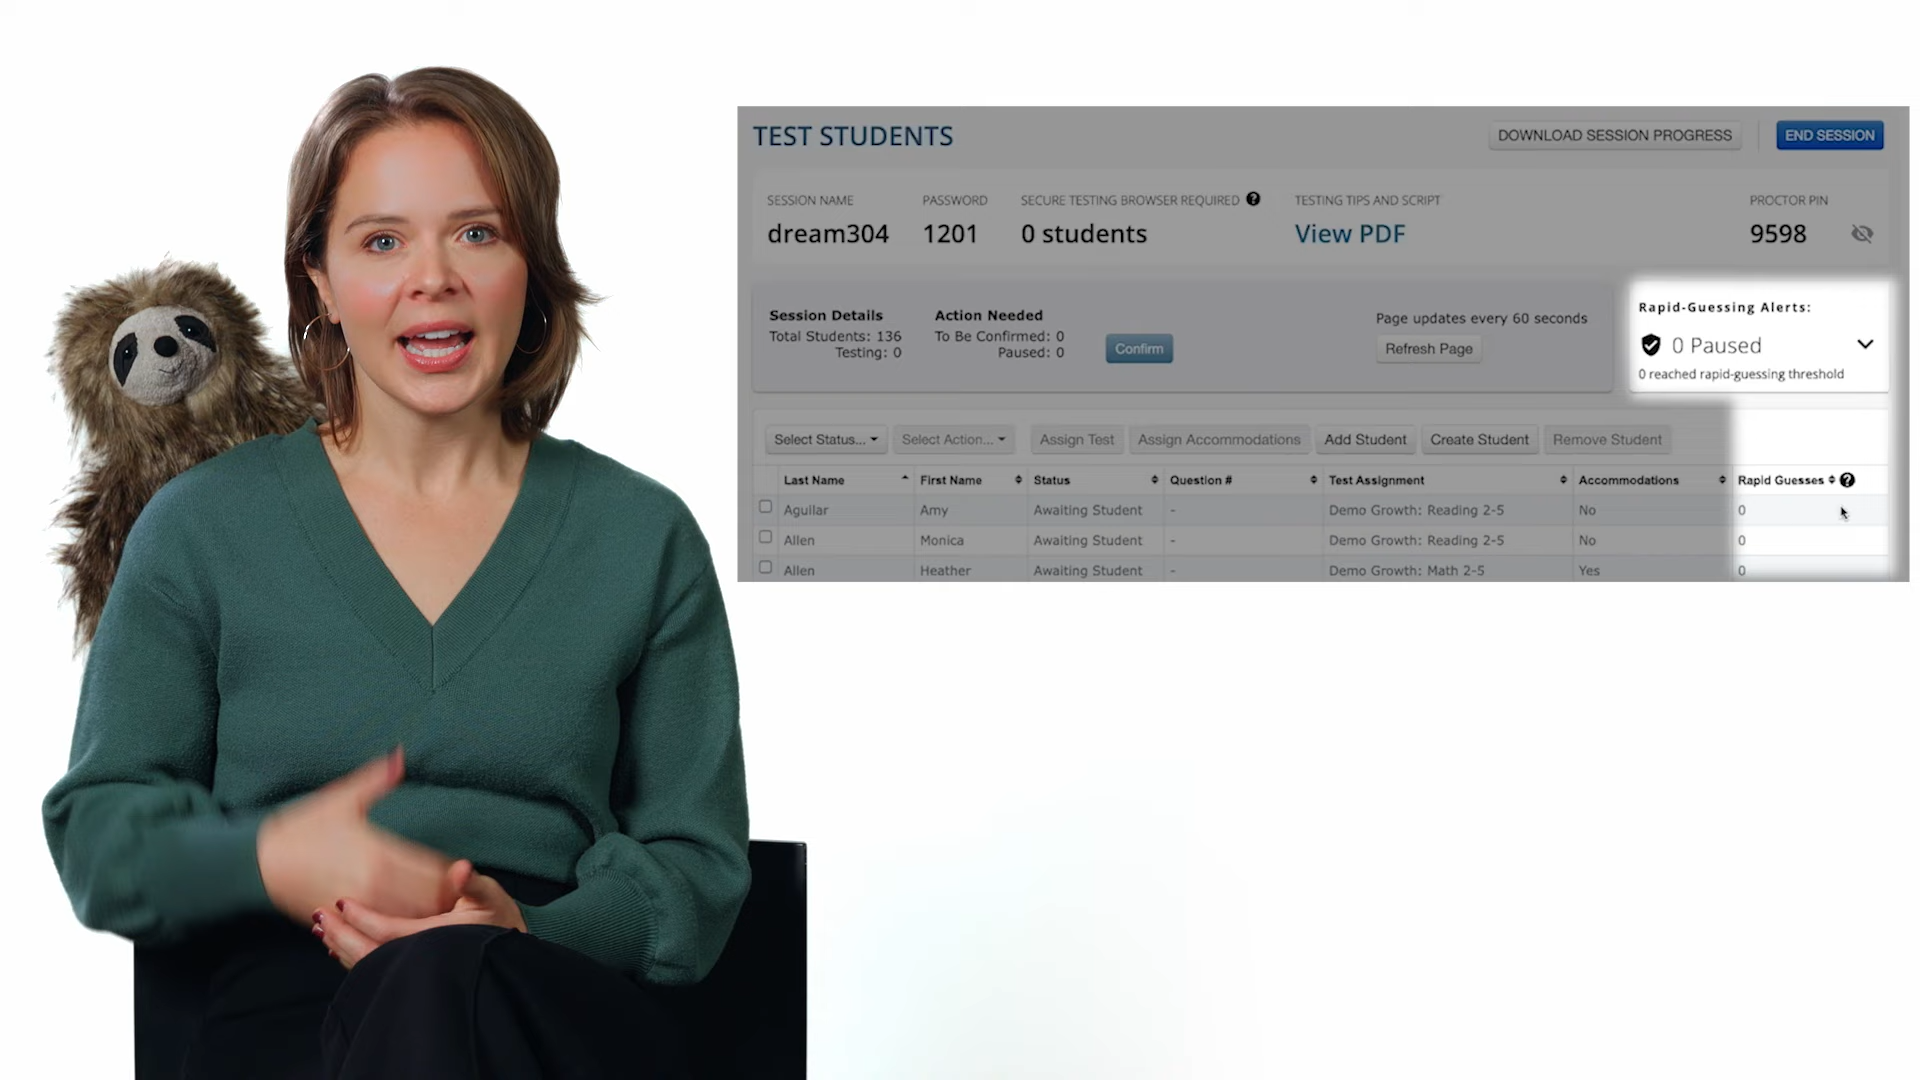 TEST STUDENTS
DOWNLOAD SESSION PROGRESS
END SESSION
SESSION NAME PASSWORD SECURE TESTING BROWSER REQUIRED ? TESTING TIPS AND SCRIPT PROCTOR PIN
dream304 1201 0 students View PDF 9598
Session Details
Total Students: 136
Testing: 0
Action Needed
To Be Confirmed: 0
Paused: 0
Confirm
Page updates every 60 seconds
Refresh Page
Rapid-Guessing Alerts:
0 Paused
0 reached rapid-guessing threshold
Select Status... Select Action... Assign Test Assign Accommodations Add Student Create Student Remove Student
Last Name First Name Status Question # Test Assignment Accommodations Rapid Guesses ?
Aguilar Amy Awaiting Student - Demo Growth: Reading 2-5 No 0
Allen Monica Awaiting Student - Demo Growth: Reading 2-5 No 0
Allen Heather Awaiting Student - Demo Growth: Math 2-5 Yes 0